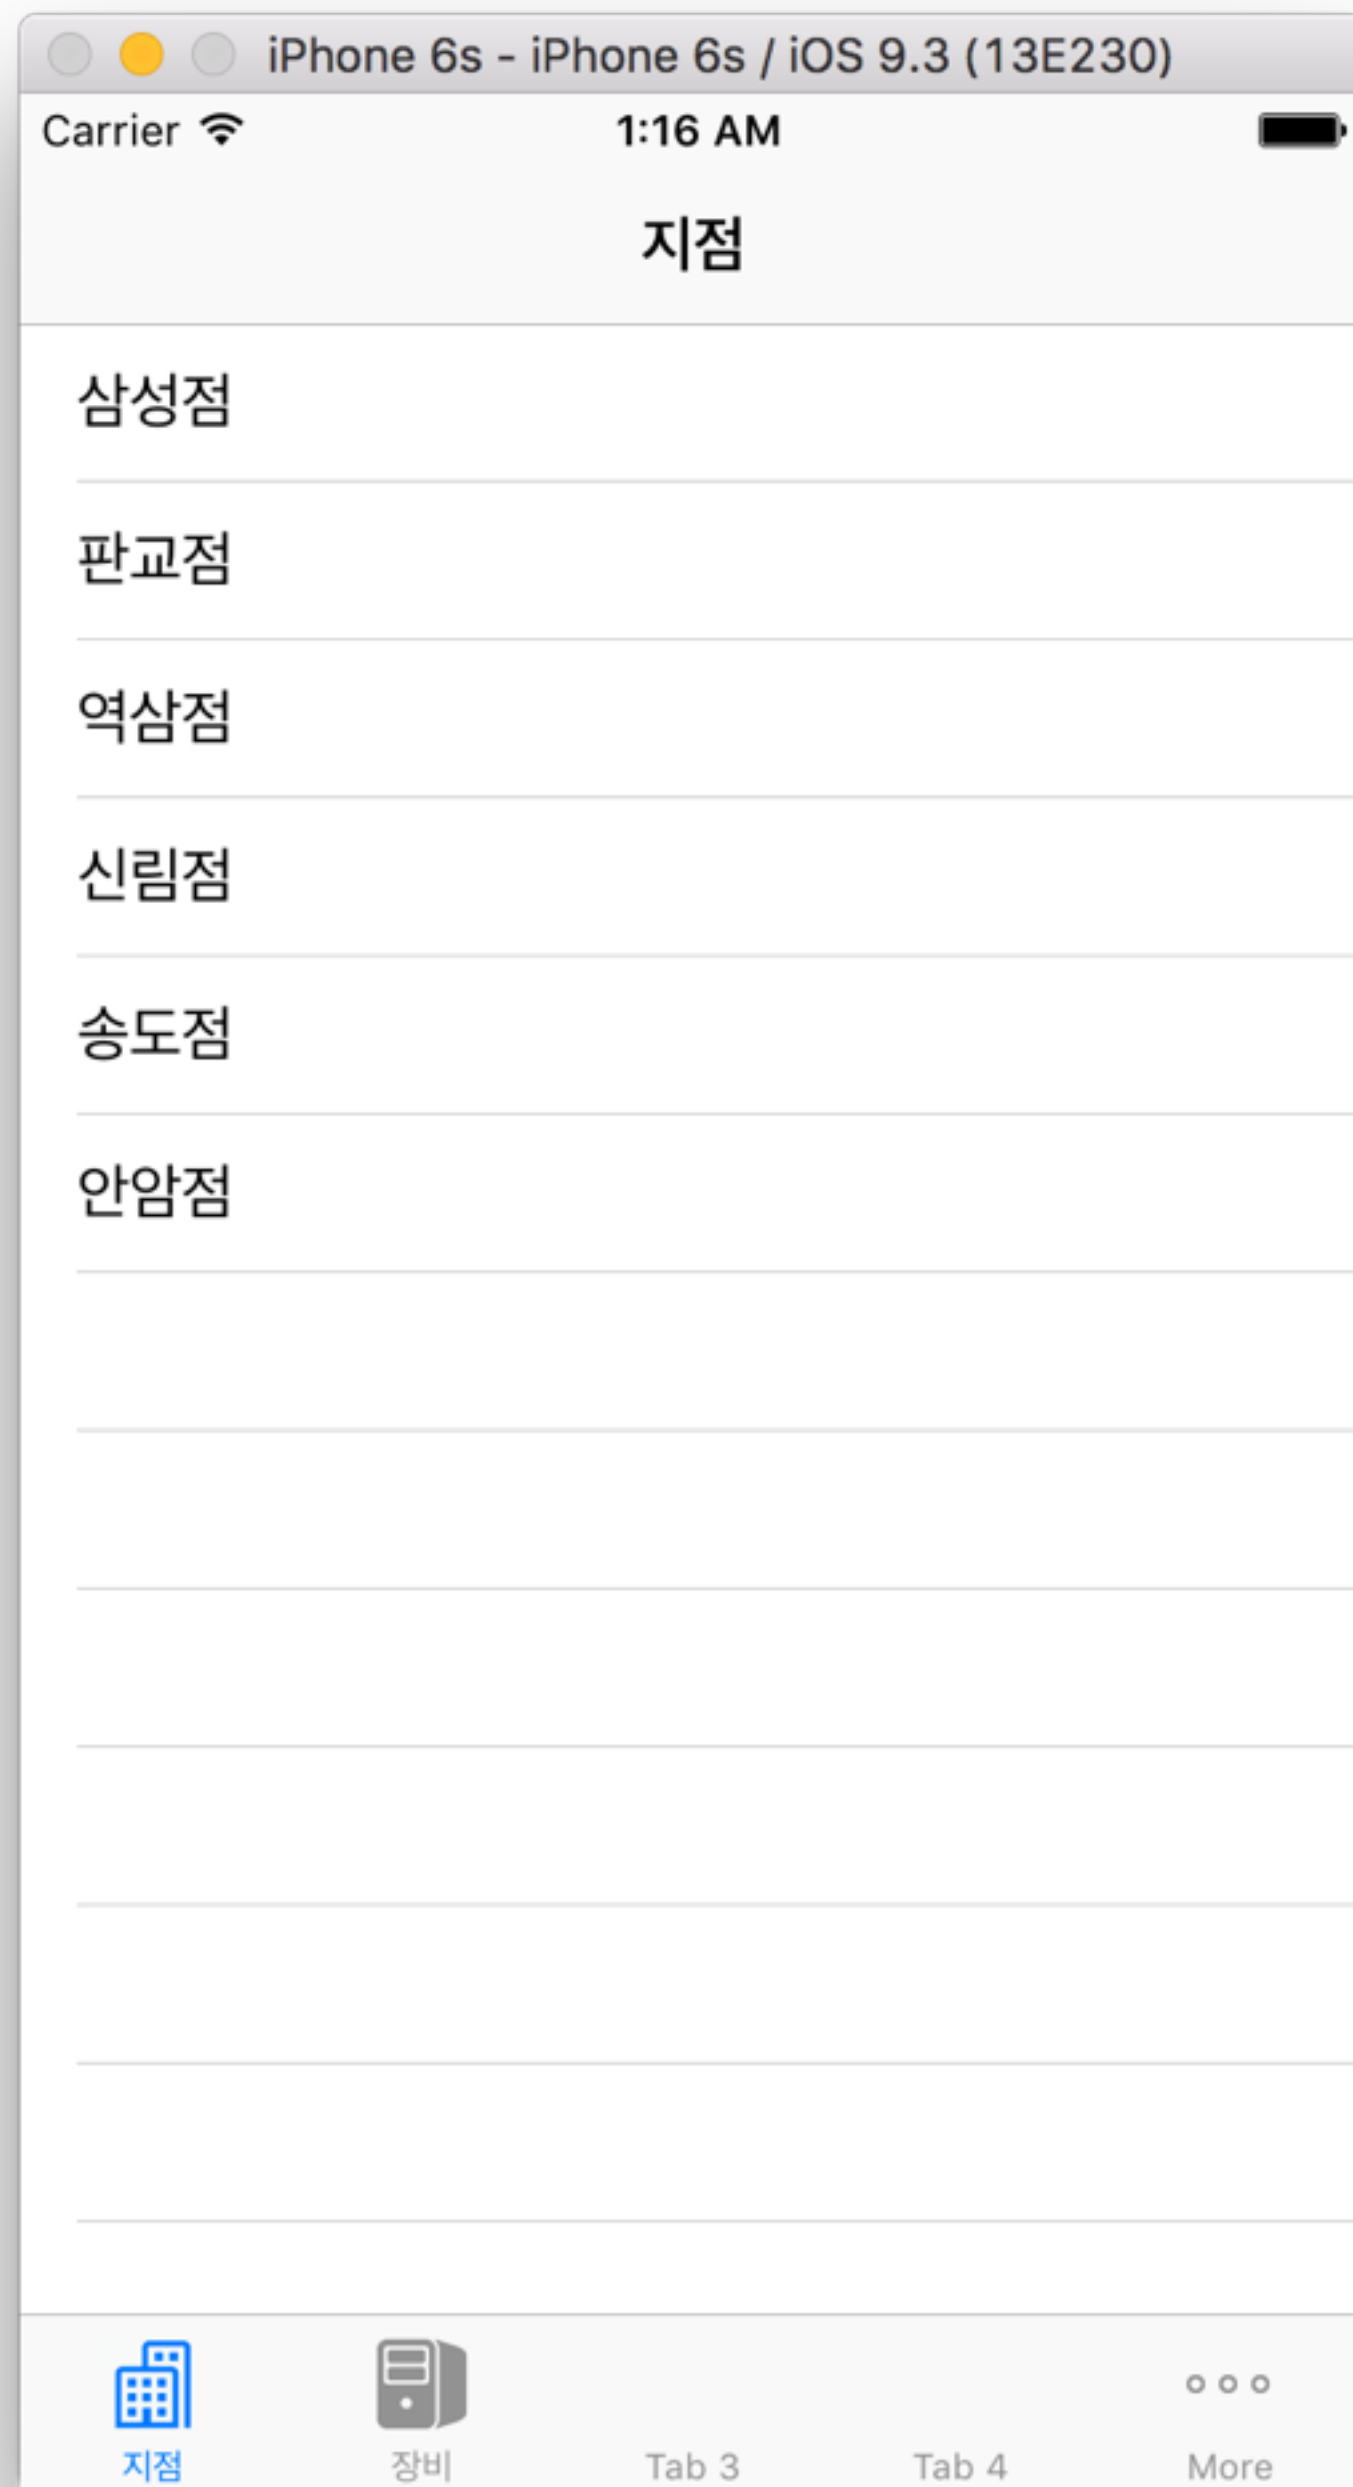 iPhone 6s - iPhone 6s / iOS 9.3 (13E230)
Carrier 1:16 AM
지점
삼성점
판교점
역삼점
신림점
송도점
안암점
지점 장비 Tab 3 Tab 4 More